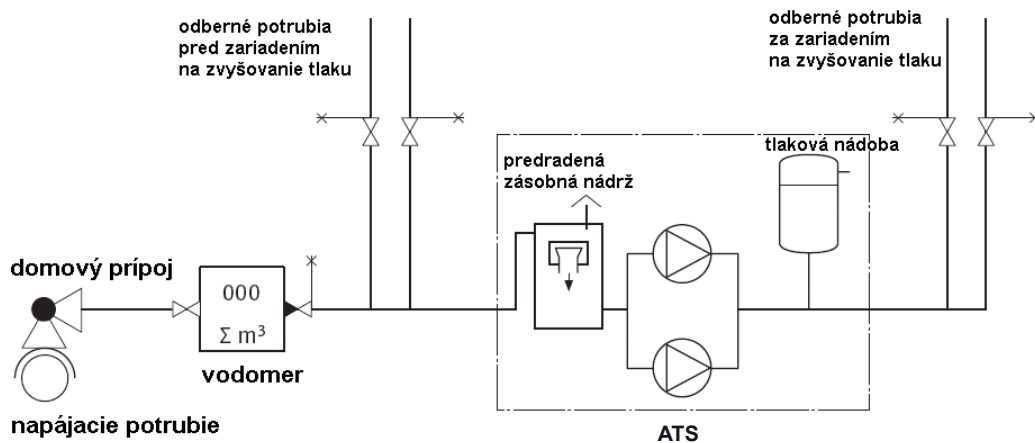 odberné potrubia
pred zariadením
na zvyšovanie tlaku
odberné potrubia
za zariadením
na zvyšovanie tlaku
tlaková nádoba
predradená
zásobná nádrž
domový prípoj
000
Σ m³
vodomer
napájacie potrubie
ATS